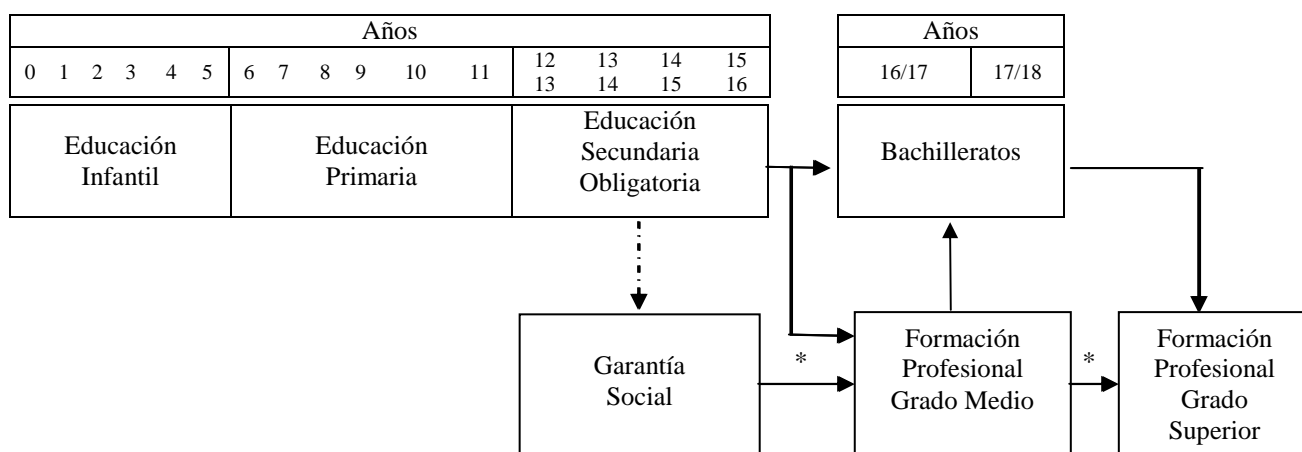 Años
Años
0 1 2 3 4 5 6 7 8 9 10 11
12 13 14 15
13 14 15 16
16/17 17/18
Educación
Infantil
Educación
Primaria
Educación
Secundaria
Obligatoria
Bachilleratos
Garantía
Social
*
Formación
Profesional
Grado Medio
*
Formación
Profesional
Grado
Superior